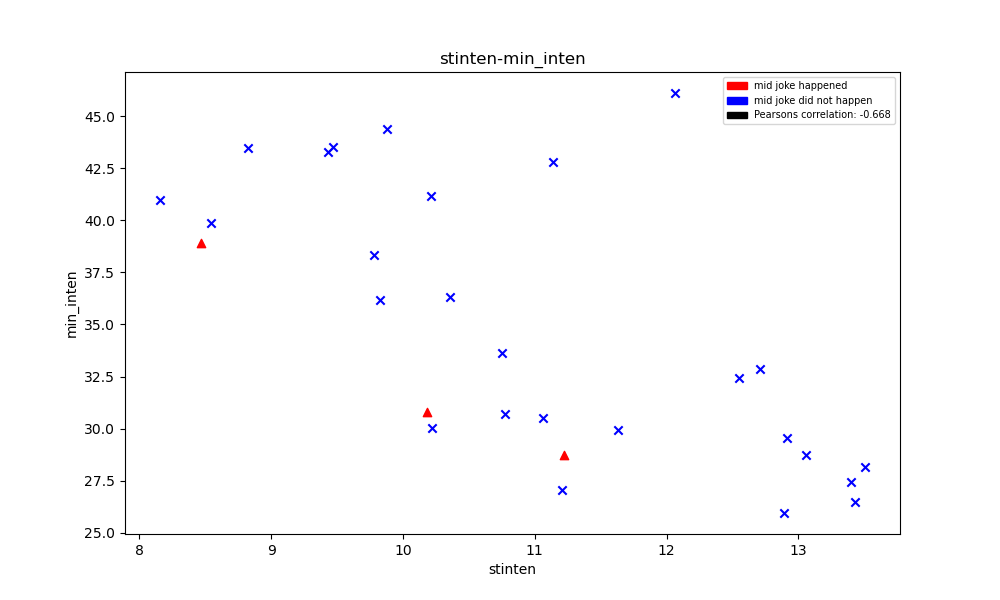 stinten-min_inten
mid joke happened
mid joke did not happen
Pearsons correlation: -0.668
45.0
42.5
40.0
37.5
35.0
32.5
30.0
27.5
25.0
min_inten
8 9 10 11 12 13
stinten